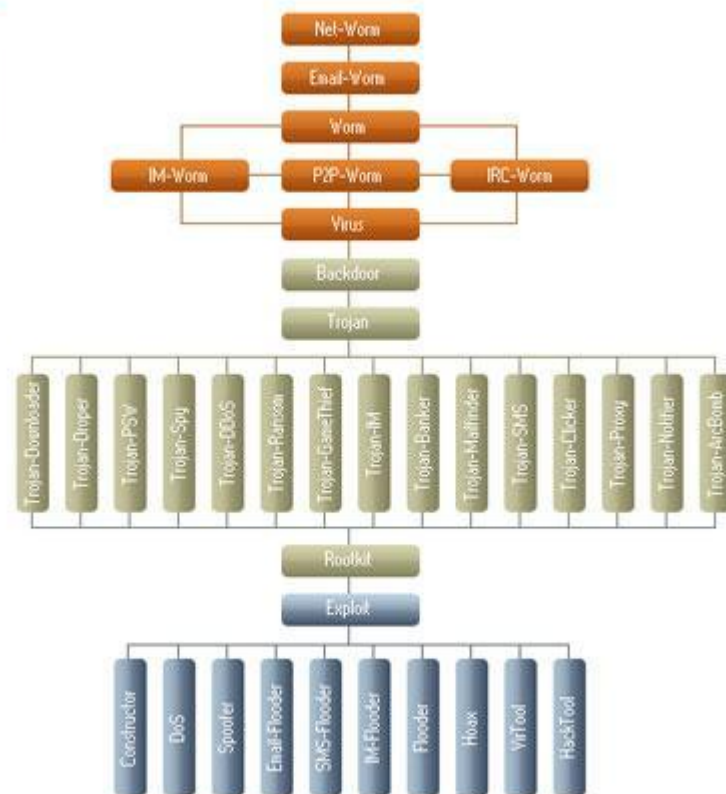 Net-Worm
Email-Worm
Worm
IM-Worm
P2P-Worm
IRC-Worm
Virus
Backdoor
Trojan
Trojan-Downloader
Trojan-Droper
Trojan-PSW
Trojan-Spy
Trojan-DDoS
Trojan-Ransom
Trojan-GameThief
Trojan-IM
Trojan-Banker
Trojan-Mailfinder
Trojan-SMS
Trojan-Clicker
Trojan-Proxy
Trojan-Notifier
Trojan-ArcBomb
Rootkit
Exploit
Constructor
DoS
Spoofer
Email-Flooder
SMS-Flooder
IM-Flooder
Flooder
Hoax
VirTool
HackTool